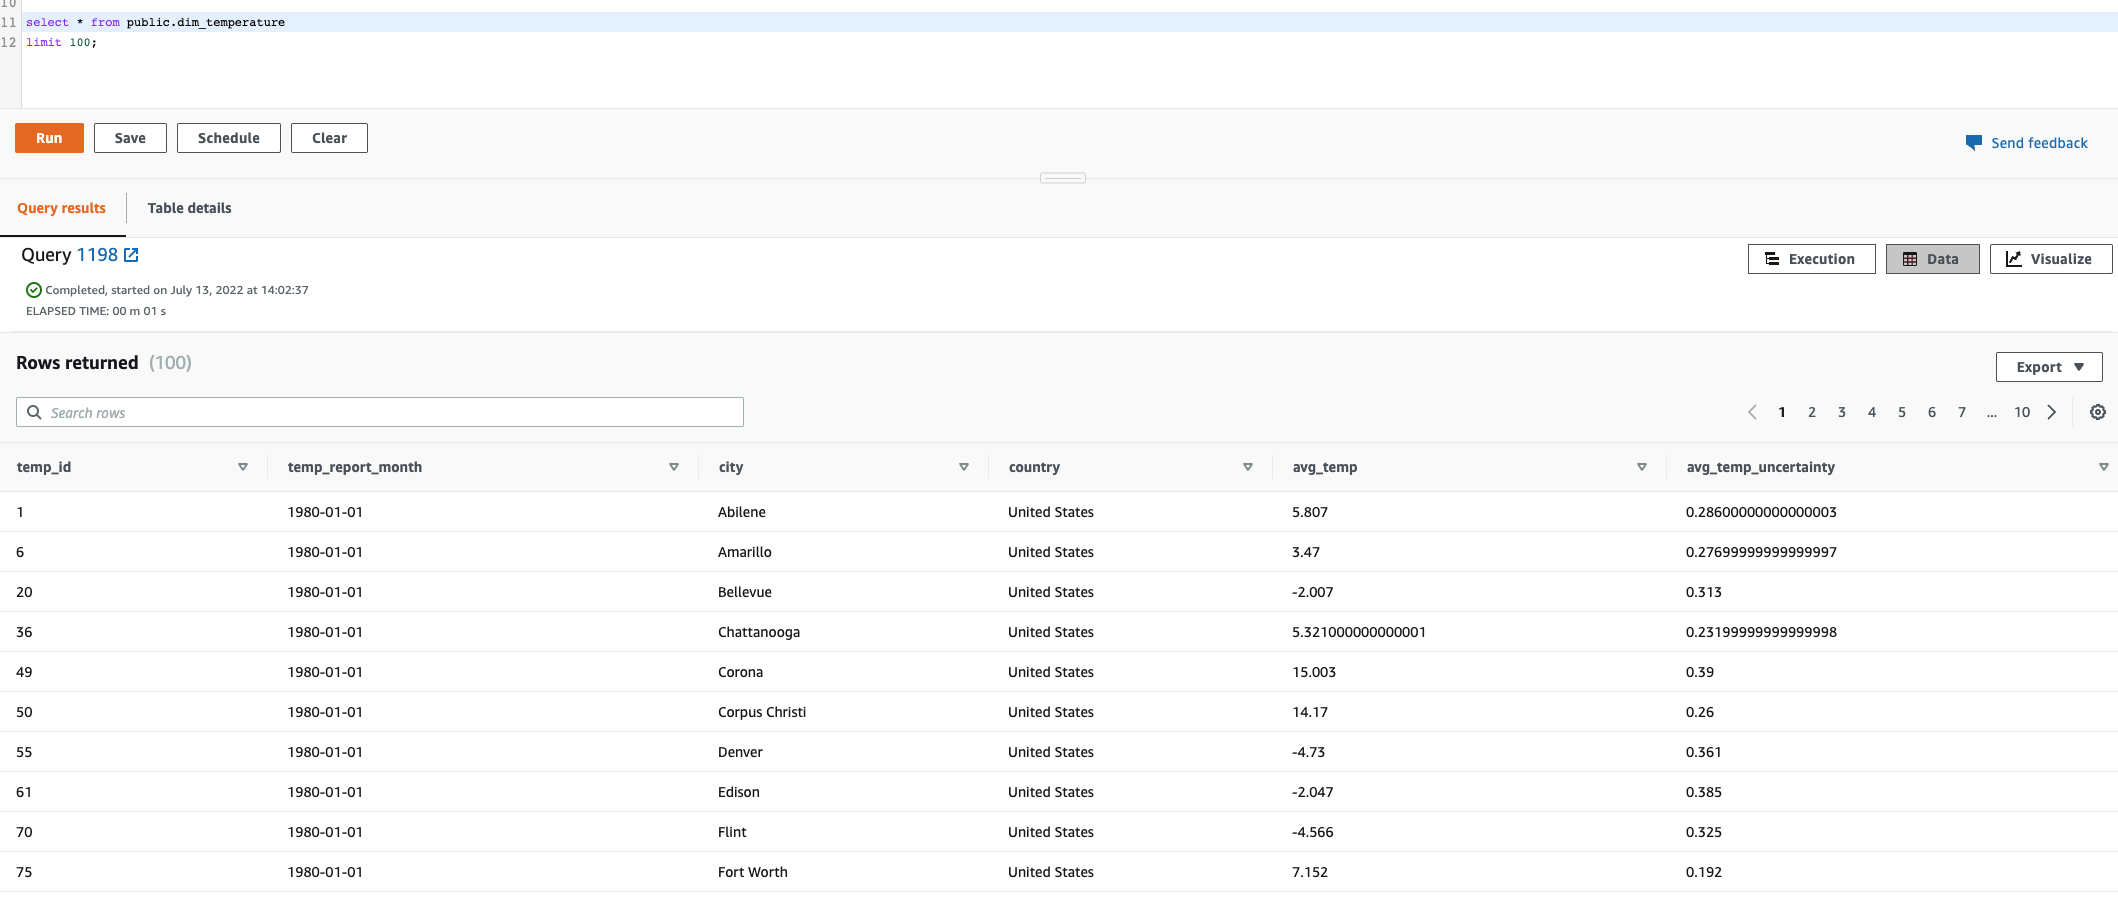 10
11 select * from public.dim_temperature
12 limit 100;
Run Save Schedule Clear
Send feedback
Query results Table details
Query 1198
Execution Data Visualize
Completed, started on July 13, 2022 at 14:02:37
ELAPSED TIME: 00 m 01 s
Rows returned (100)
Export
Search rows
1 2 3 4 5 6 7 ... 10
temp_id temp_report_month city country avg_temp avg_temp_uncertainty
1 1980-01-01 Abilene United States 5.807 0.28600000000000003
6 1980-01-01 Amarillo United States 3.47 0.27699999999999997
20 1980-01-01 Bellevue United States -2.007 0.313
36 1980-01-01 Chattanooga United States 5.321000000000001 0.23199999999999998
49 1980-01-01 Corona United States 15.003 0.39
50 1980-01-01 Corpus Christi United States 14.17 0.26
55 1980-01-01 Denver United States -4.73 0.361
61 1980-01-01 Edison United States -2.047 0.385
70 1980-01-01 Flint United States -4.566 0.325
75 1980-01-01 Fort Worth United States 7.152 0.192